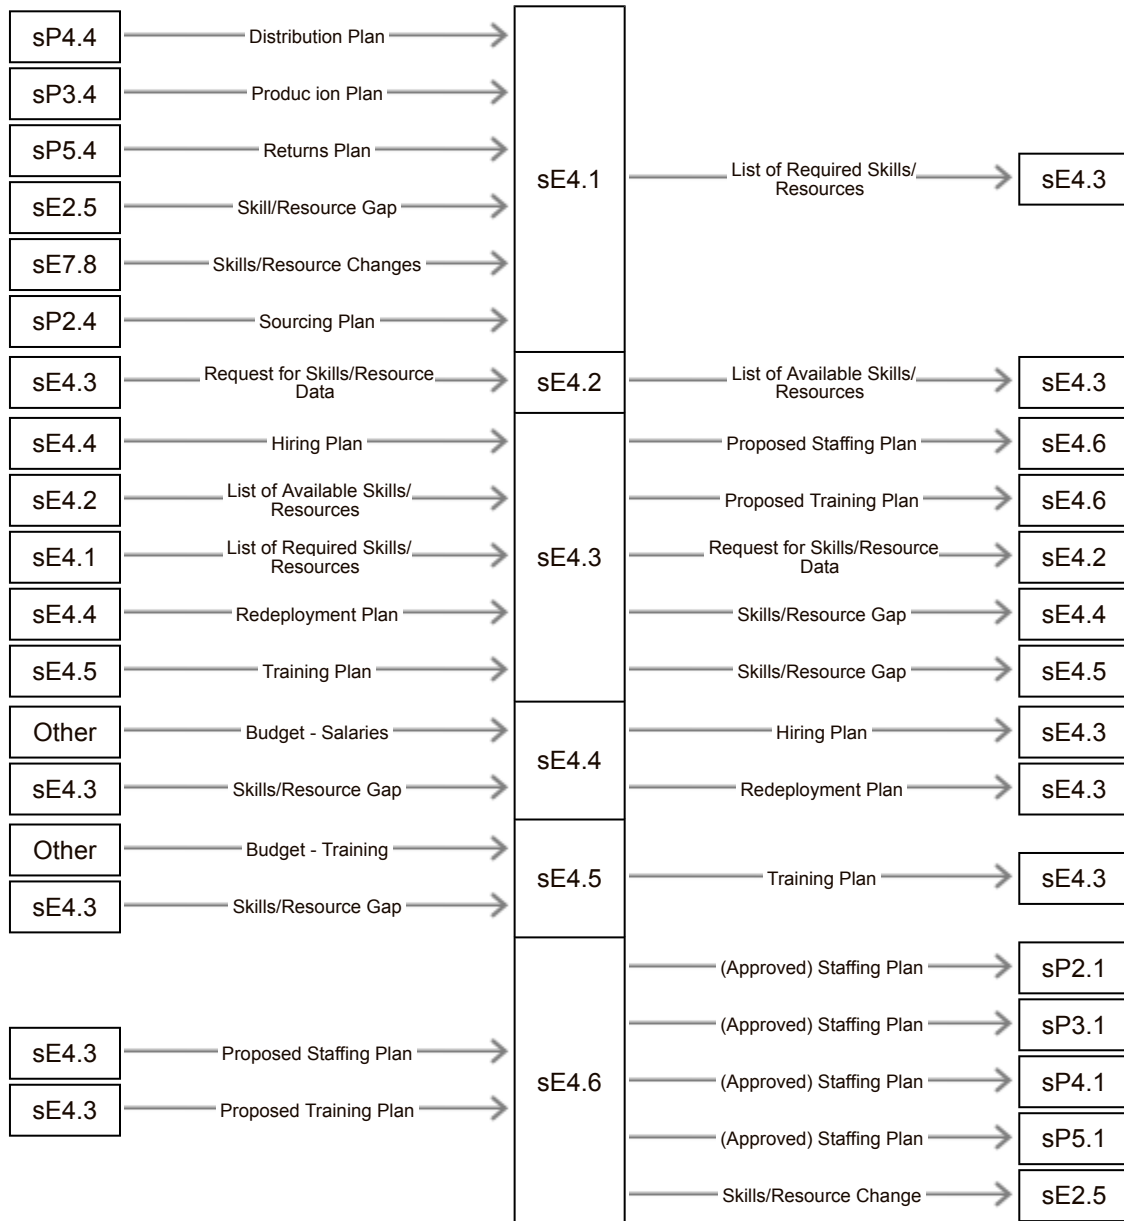 sP4.4 Distribution Plan
sP3.4 Produc ion Plan
sP5.4 Returns Plan
sE4.1 List of Required Skills/
Resources sE4.3
sE2.5 Skill/Resource Gap
sE7.8 Skills/Resource Changes
sP2.4 Sourcing Plan
sE4.3 Request for Skills/Resource
Data sE4.2 List of Available Skills/
Resources sE4.3
sE4.4 Hiring Plan Proposed Staffing Plan sE4.6
sE4.2 List of Available Skills/
Resources Proposed Training Plan sE4.6
sE4.1 List of Required Skills/
Resources sE4.3 Request for Skills/Resource
Data sE4.2
sE4.4 Redeployment Plan Skills/Resource Gap sE4.4
sE4.5 Training Plan Skills/Resource Gap sE4.5
Other Budget - Salaries sE4.4 Hiring Plan sE4.3
sE4.3 Skills/Resource Gap Redeployment Plan sE4.3
Other Budget - Training
sE4.5 Training Plan sE4.3
sE4.3 Skills/Resource Gap
(Approved) Staffing Plan sP2.1
(Approved) Staffing Plan sP3.1
sE4.3 Proposed Staffing Plan
sE4.6 (Approved) Staffing Plan sP4.1
sE4.3 Proposed Training Plan
(Approved) Staffing Plan sP5.1
Skills/Resource Change sE2.5